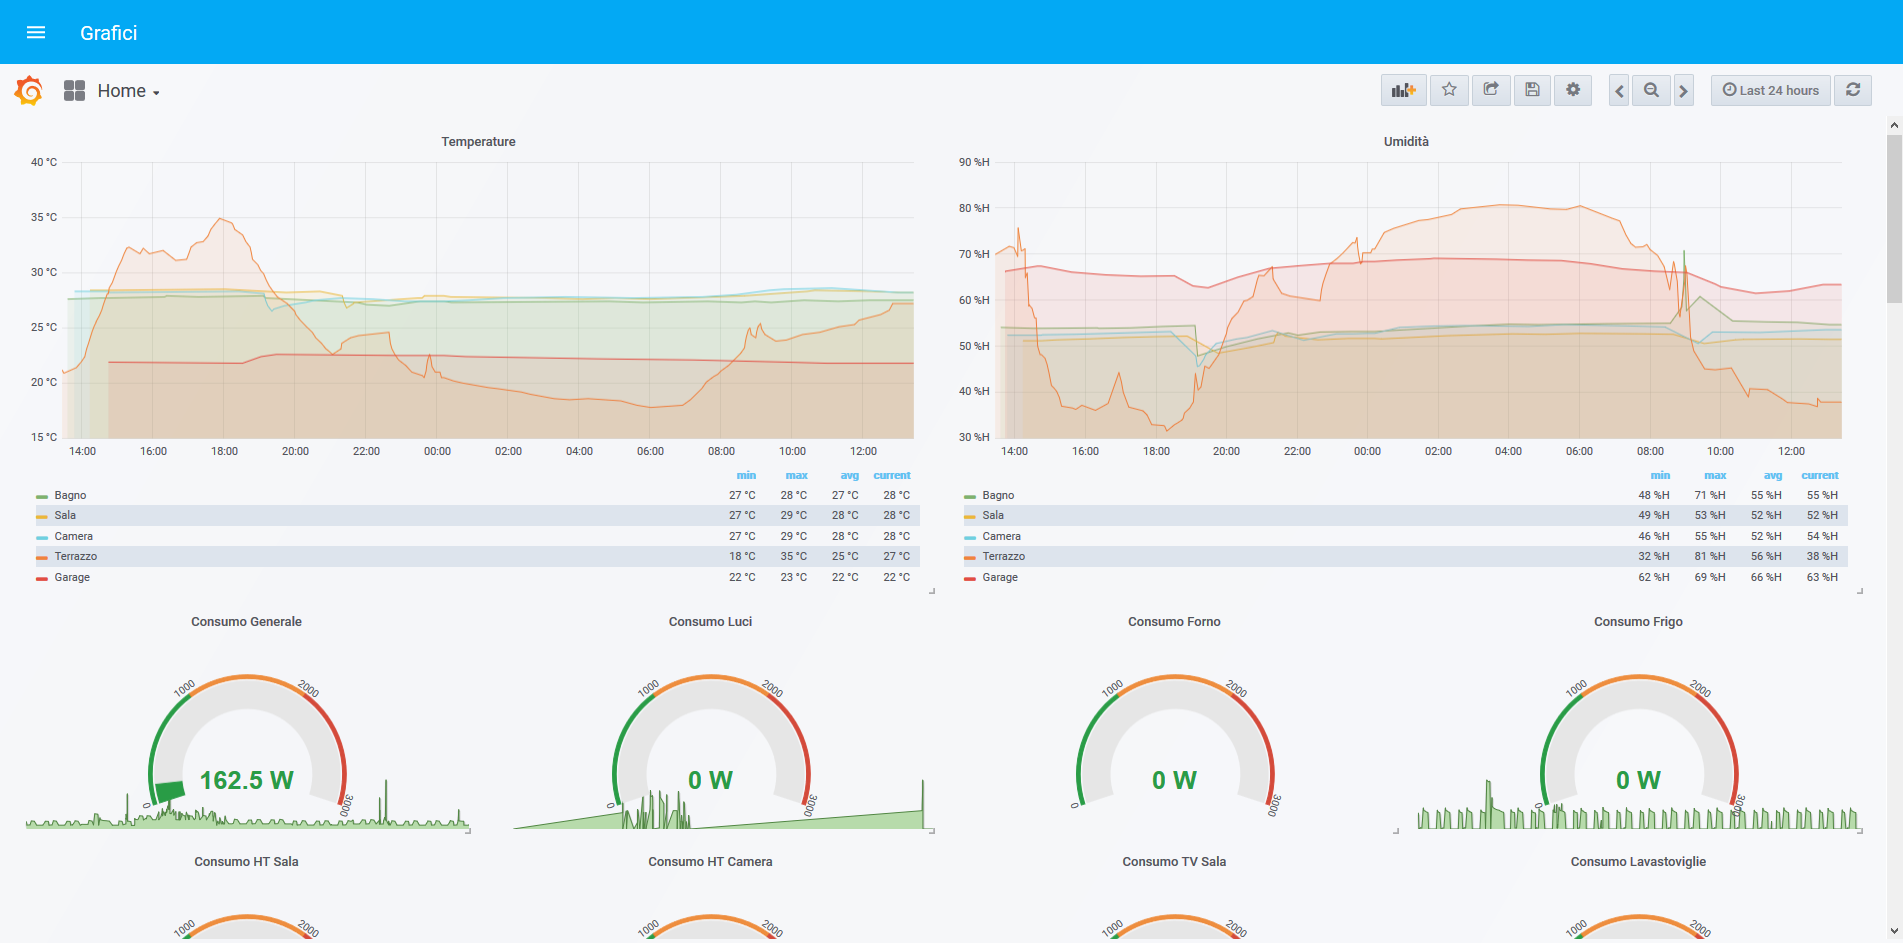 Grafici
Home
Last 24 hours
Temperature
40 °C
35 °C
30 °C
25 °C
20 °C
15 °C
14:00 16:00 18:00 20:00 22:00 00:00 02:00 04:00 06:00 08:00 10:00 12:00
min max avg current
Bagno 27 °C 28 °C 27 °C 28 °C
Sala 27 °C 29 °C 28 °C 28 °C
Camera 27 °C 29 °C 28 °C 28 °C
Terrazzo 18 °C 35 °C 25 °C 27 °C
Garage 22 °C 23 °C 22 °C 22 °C
Umidità
90 %H
80 %H
70 %H
60 %H
50 %H
40 %H
30 %H
14:00 16:00 18:00 20:00 22:00 00:00 02:00 04:00 06:00 08:00 10:00 12:00
min max avg current
Bagno 48 %H 71 %H 55 %H 55 %H
Sala 49 %H 53 %H 52 %H 52 %H
Camera 46 %H 55 %H 52 %H 54 %H
Terrazzo 32 %H 81 %H 56 %H 38 %H
Garage 62 %H 69 %H 66 %H 63 %H
Consumo Generale
1000 2000
162.5 W
0 3000
Consumo Luci
1000 2000
0 W
0 3000
Consumo Forno
1000 2000
0 W
0 3000
Consumo Frigo
1000 2000
0 W
0 3000
Consumo HT Sala
1000 2000
Consumo HT Camera
1000 2000
Consumo TV Sala
1000 2000
Consumo Lavastoviglie
1000 2000